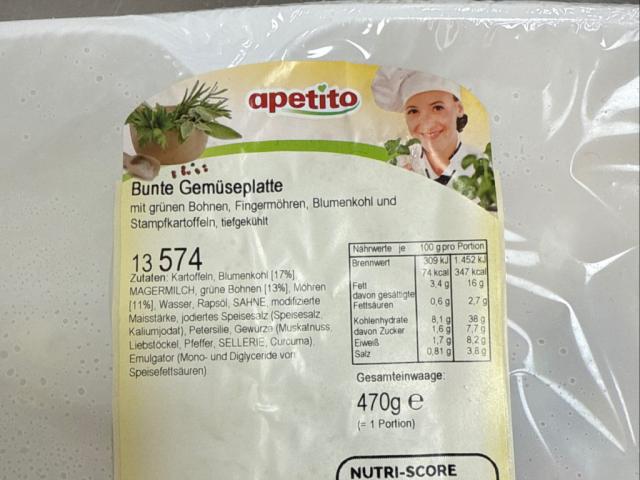 apetito
Bunte Gemüseplatte
mit grünen Bohnen, Fingermöhren, Blumenkohl und
Stampfkartoffeln, tiefgekühlt
13 574
Zutaten: Kartoffeln, Blumenkohl [17%],
MAGERMILCH, grüne Bohnen [13%], Möhren
[11%], Wasser, Rapsöl, SAHNE, modifizierte
Maisstärke, jodiertes Speisesalz (Speisesalz,
Kaliumjodat), Petersilie, Gewürze (Muskatnuss,
Liebstöckel, Pfeffer, SELLERIE, Curcuma),
Emulgator (Mono- und Diglyceride von
Speisefettsäuren)
Nährwerte je 100 g pro Portion
Brennwert 309 kJ 1.452 kJ
74 kcal 347 kcal
Fett 3,4 g 16 g
davon gesättigte
Fettsäuren 0,6 g 2,7 g
Kohlenhydrate 8,1 g 38 g
davon Zucker 1,6 g 7,7 g
Eiweiß 1,7 g 8,2 g
Salz 0,81 g 3,8 g
Gesamteinwaage:
470g e
(= 1 Portion)
NUTRI-SCORE